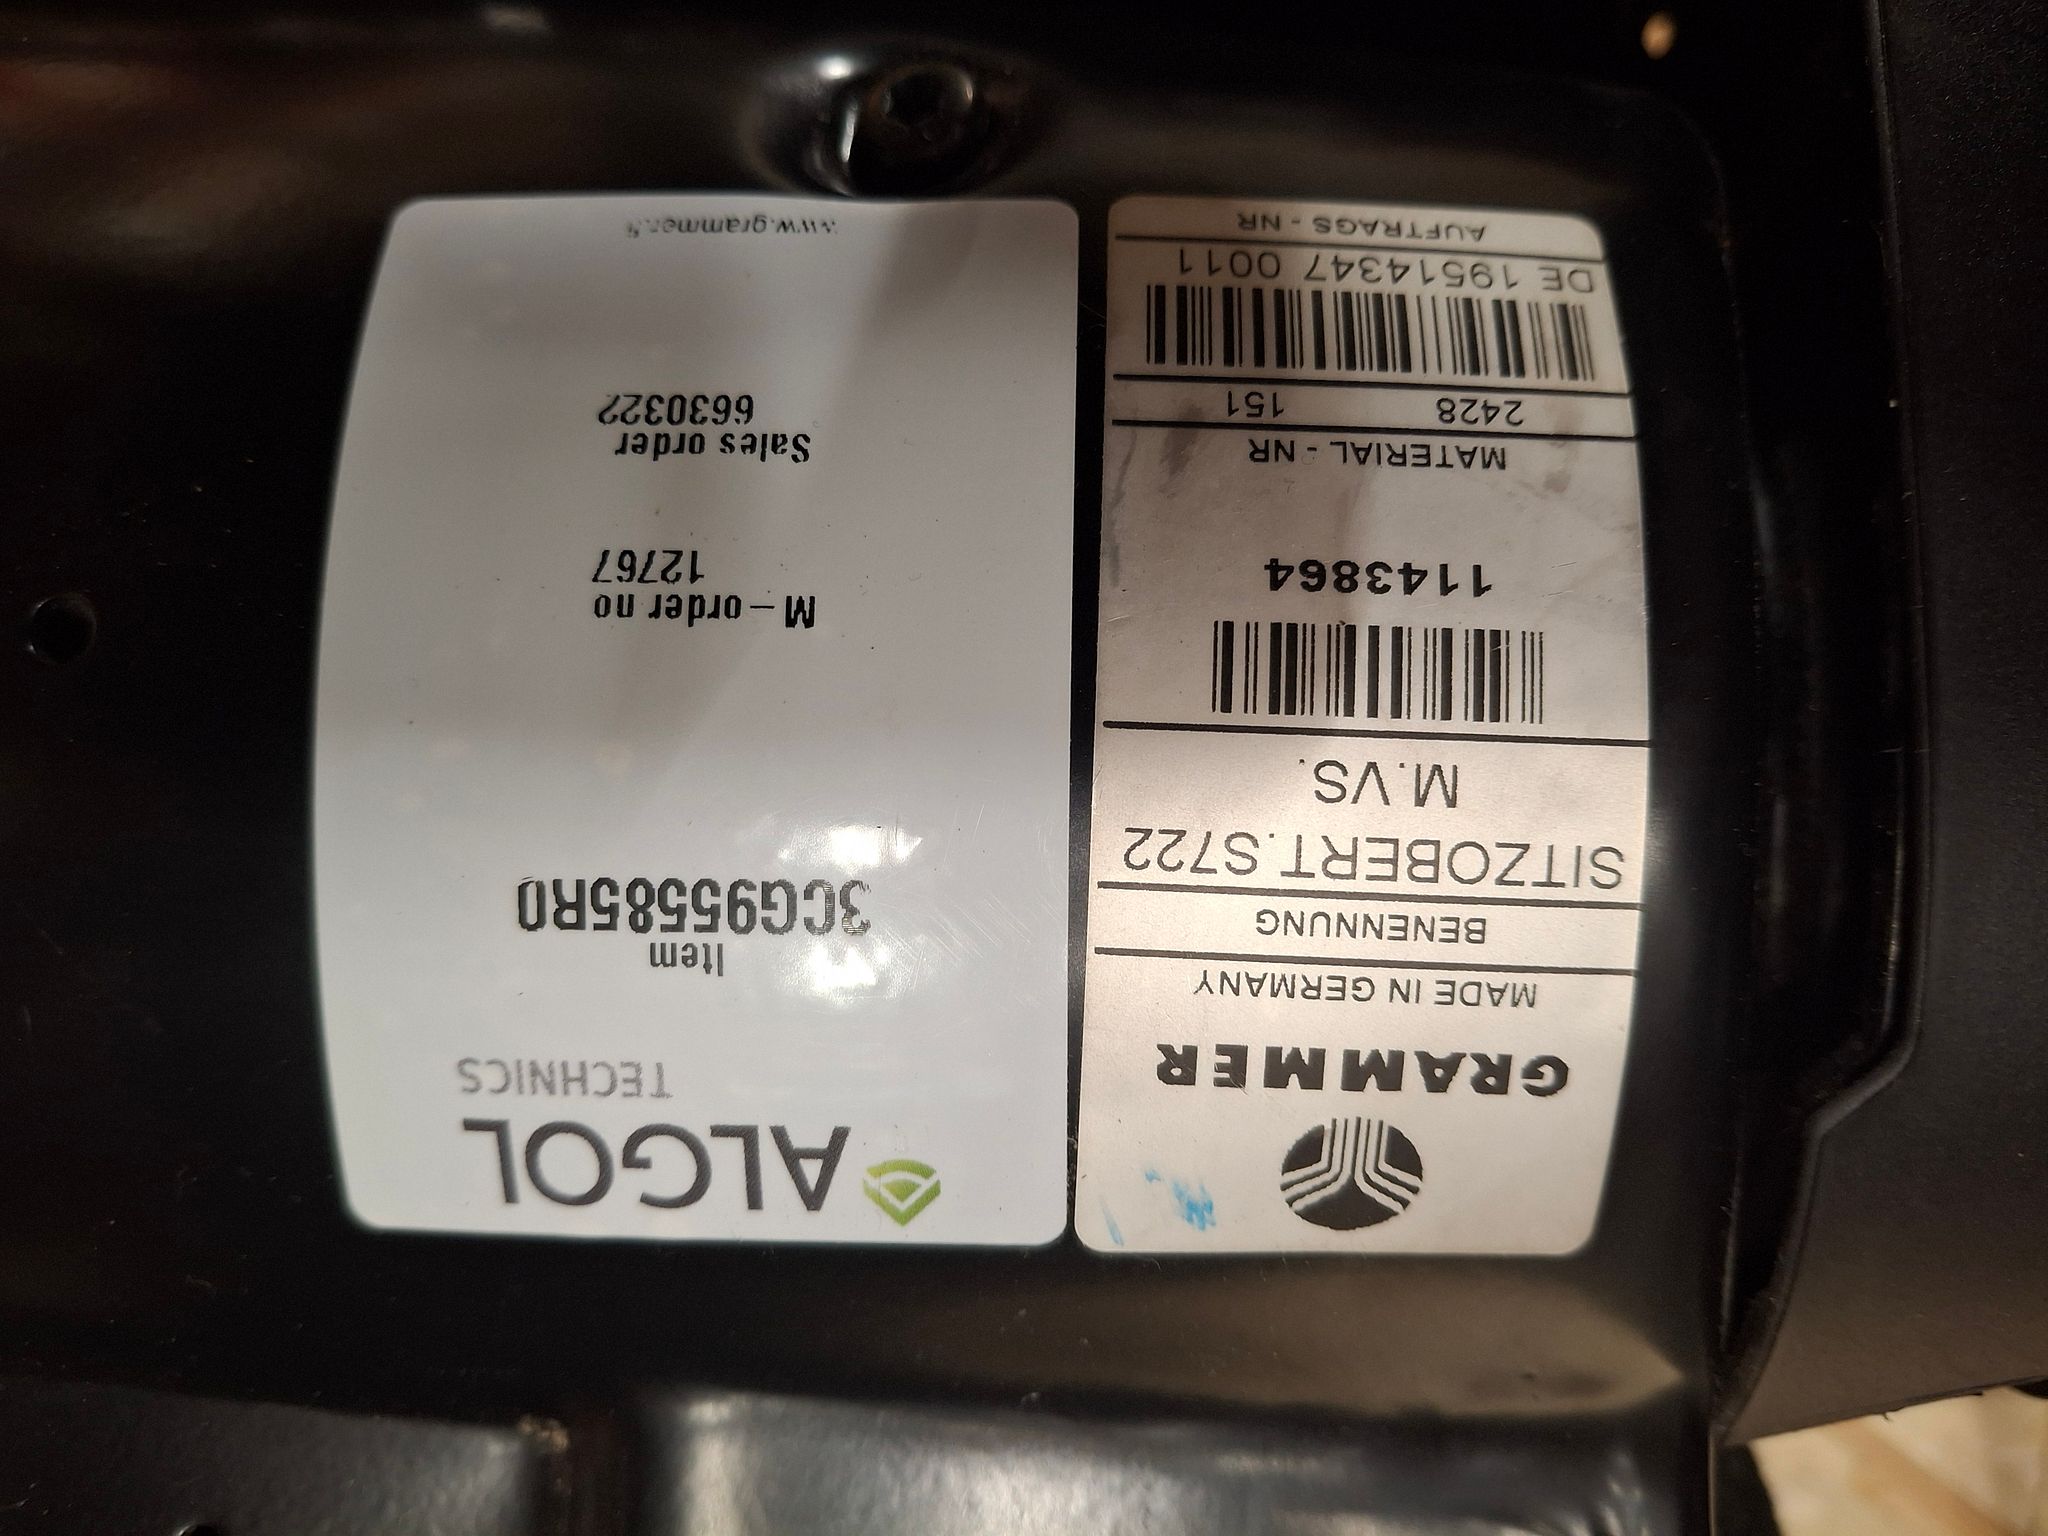 GRAMMER
MADE IN GERMANY
BENENNUNG
SITZOBERT.S722
M.VS.
1143864
MATERIAL - NR
2428 151
DE 19514347 0011
AUFTRAGS - NR
ALGOL
TECHNICS
Item
3CG95585R0
M-order no
12767
Sales order
6630322
www.grammer.fi